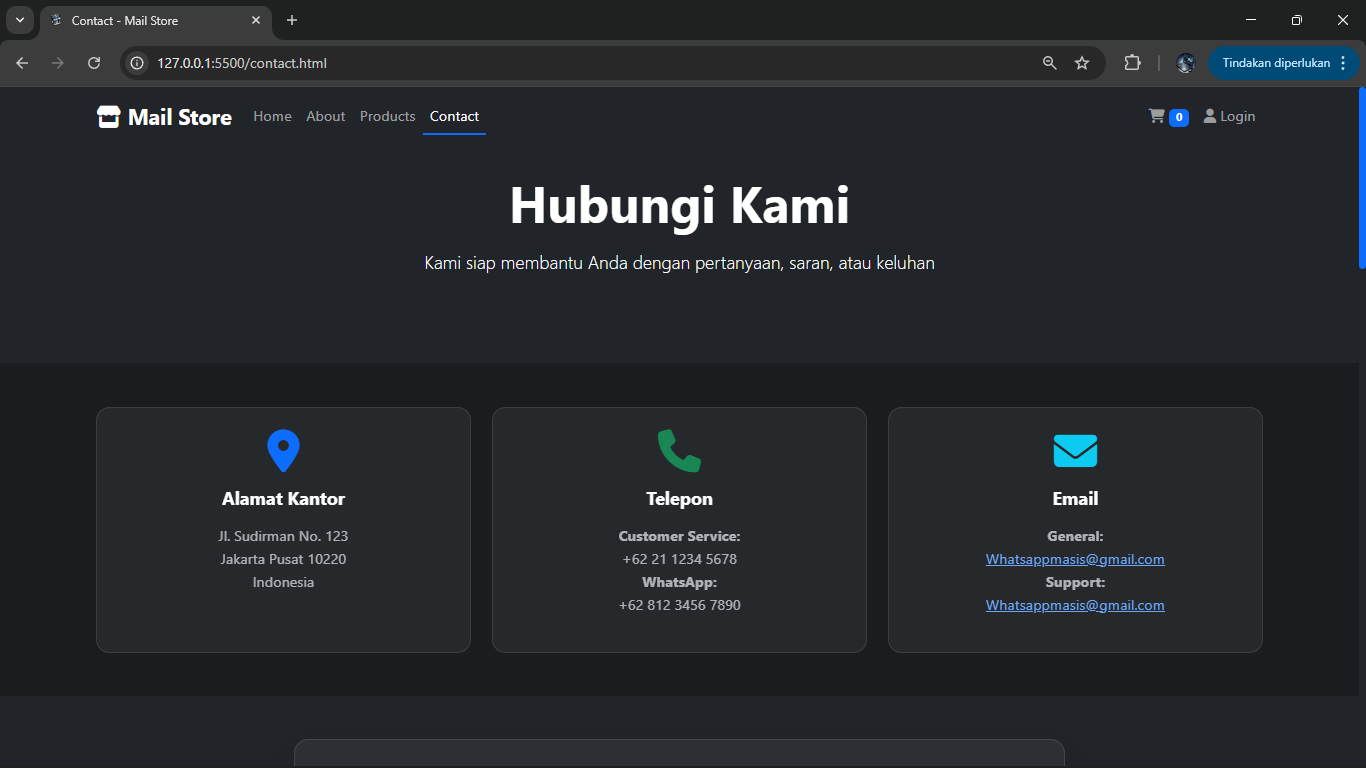 Contact - Mail Store
127.0.0.1:5500/contact.html
Tindakan diperlukan
Mail Store
Home About Products Contact
0 Login
Hubungi Kami
Kami siap membantu Anda dengan pertanyaan, saran, atau keluhan
Alamat Kantor
Jl. Sudirman No. 123
Jakarta Pusat 10220
Indonesia
Telepon
Customer Service:
+62 21 1234 5678
WhatsApp:
+62 812 3456 7890
Email
General:
Whatsappmasis@gmail.com
Support:
Whatsappmasis@gmail.com